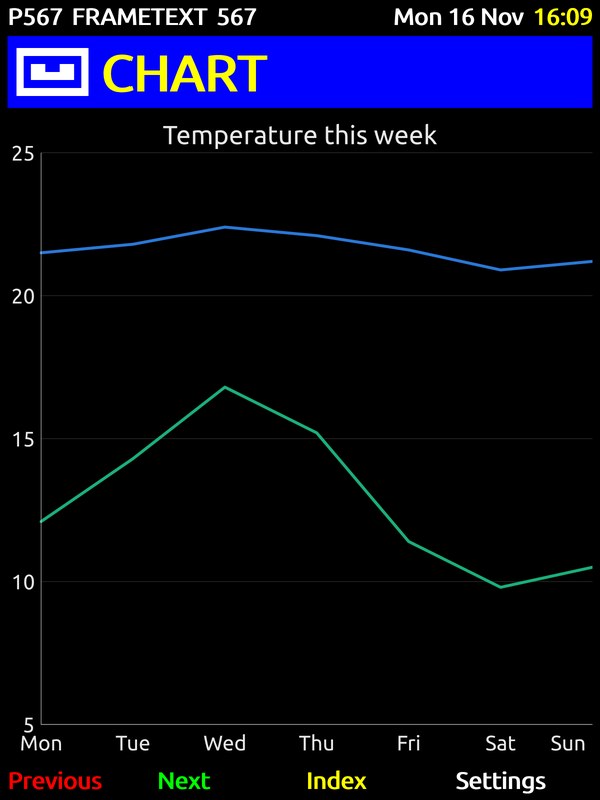 P567 FRAMETEXT 567 Mon 16 Nov 16:09
CHART
Temperature this week
25
20
15
10
5
Mon Tue Wed Thu Fri Sat Sun
Previous Next Index Settings